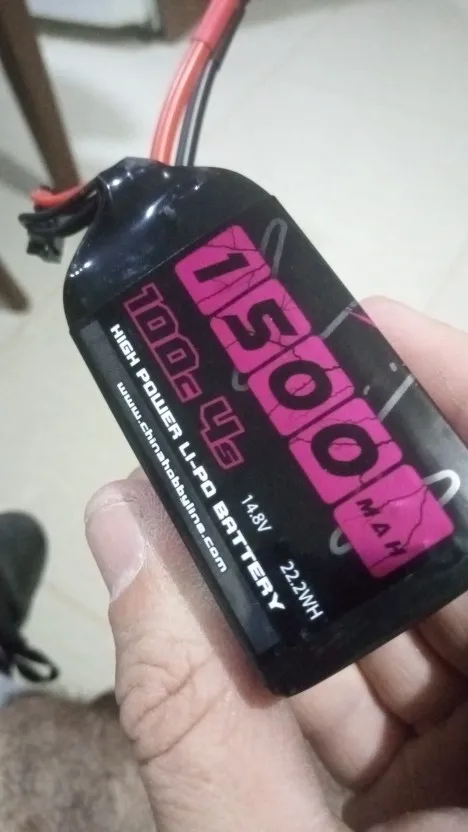 1500 MAH
100c 4s
HIGH POWER LI-PO BATTERY
www.chinahobbyline.com
14.8V
22.2WH